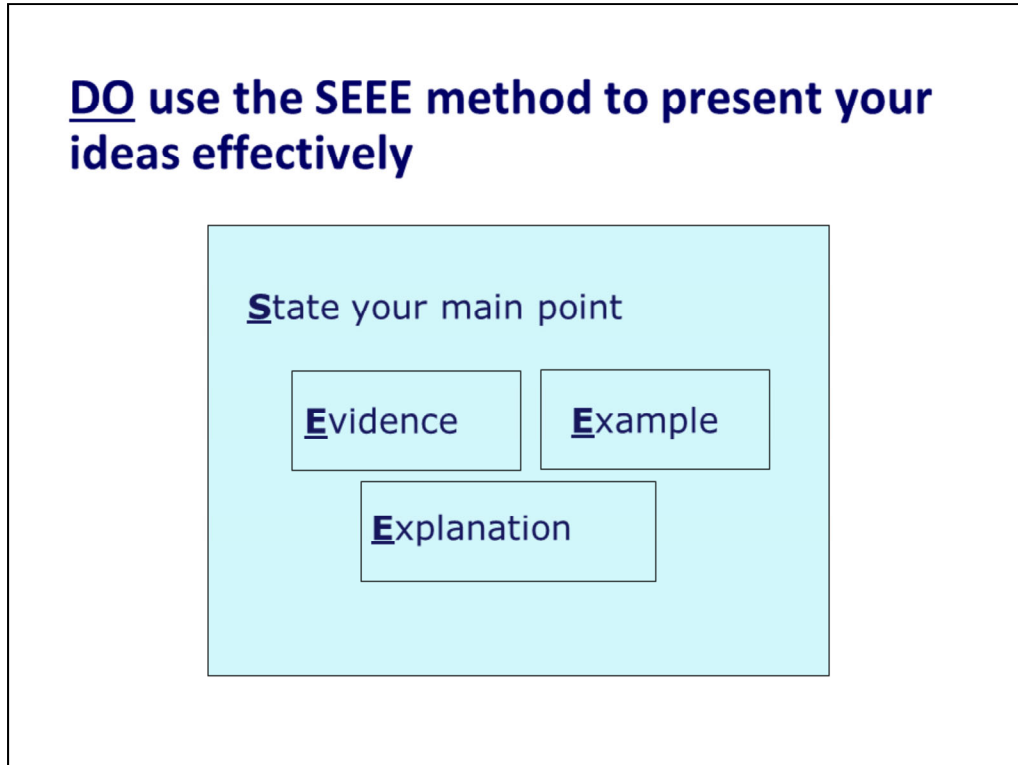 DO use the SEEE method to present your
ideas effectively
State your main point
Evidence
Example
Explanation